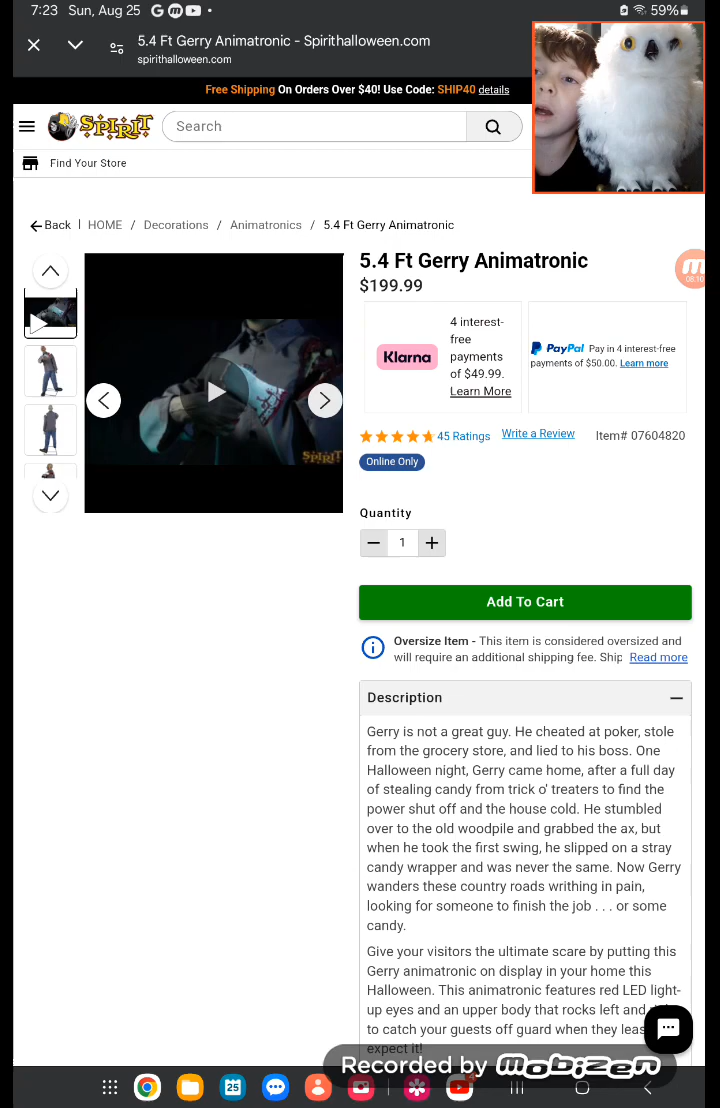 7:23 Sun, Aug 25
59%
5.4 Ft Gerry Animatronic - Spirithalloween.com
spirithalloween.com
Free Shipping On Orders Over $40! Use Code: SHIP40 details
SPIRIT
Search
Find Your Store
Back | HOME / Decorations / Animatronics / 5.4 Ft Gerry Animatronic
5.4 Ft Gerry Animatronic
$199.99
Klarna
4 interest-
free
payments
of $49.99.
Learn More
PayPal Pay in 4 interest-free
payments of $50.00. Learn more
45 Ratings
Write a Review
Item# 07604820
Online Only
SPIRIT
Quantity
1
Add To Cart
Oversize Item - This item is considered oversized and
will require an additional shipping fee. Ship Read more
Description
Gerry is not a great guy. He cheated at poker, stole
from the grocery store, and lied to his boss. One
Halloween night, Gerry came home, after a full day
of stealing candy from trick o' treaters to find the
power shut off and the house cold. He stumbled
over to the old woodpile and grabbed the ax, but
when he took the first swing, he slipped on a stray
candy wrapper and was never the same. Now Gerry
wanders these country roads writhing in pain,
looking for someone to finish the job . . . or some
candy.
Give your visitors the ultimate scare by putting this
Gerry animatronic on display in your home this
Halloween. This animatronic features red LED light-
up eyes and an upper body that rocks left and
to catch your guests off guard when they
expect it!
Recorded by mobizen
25